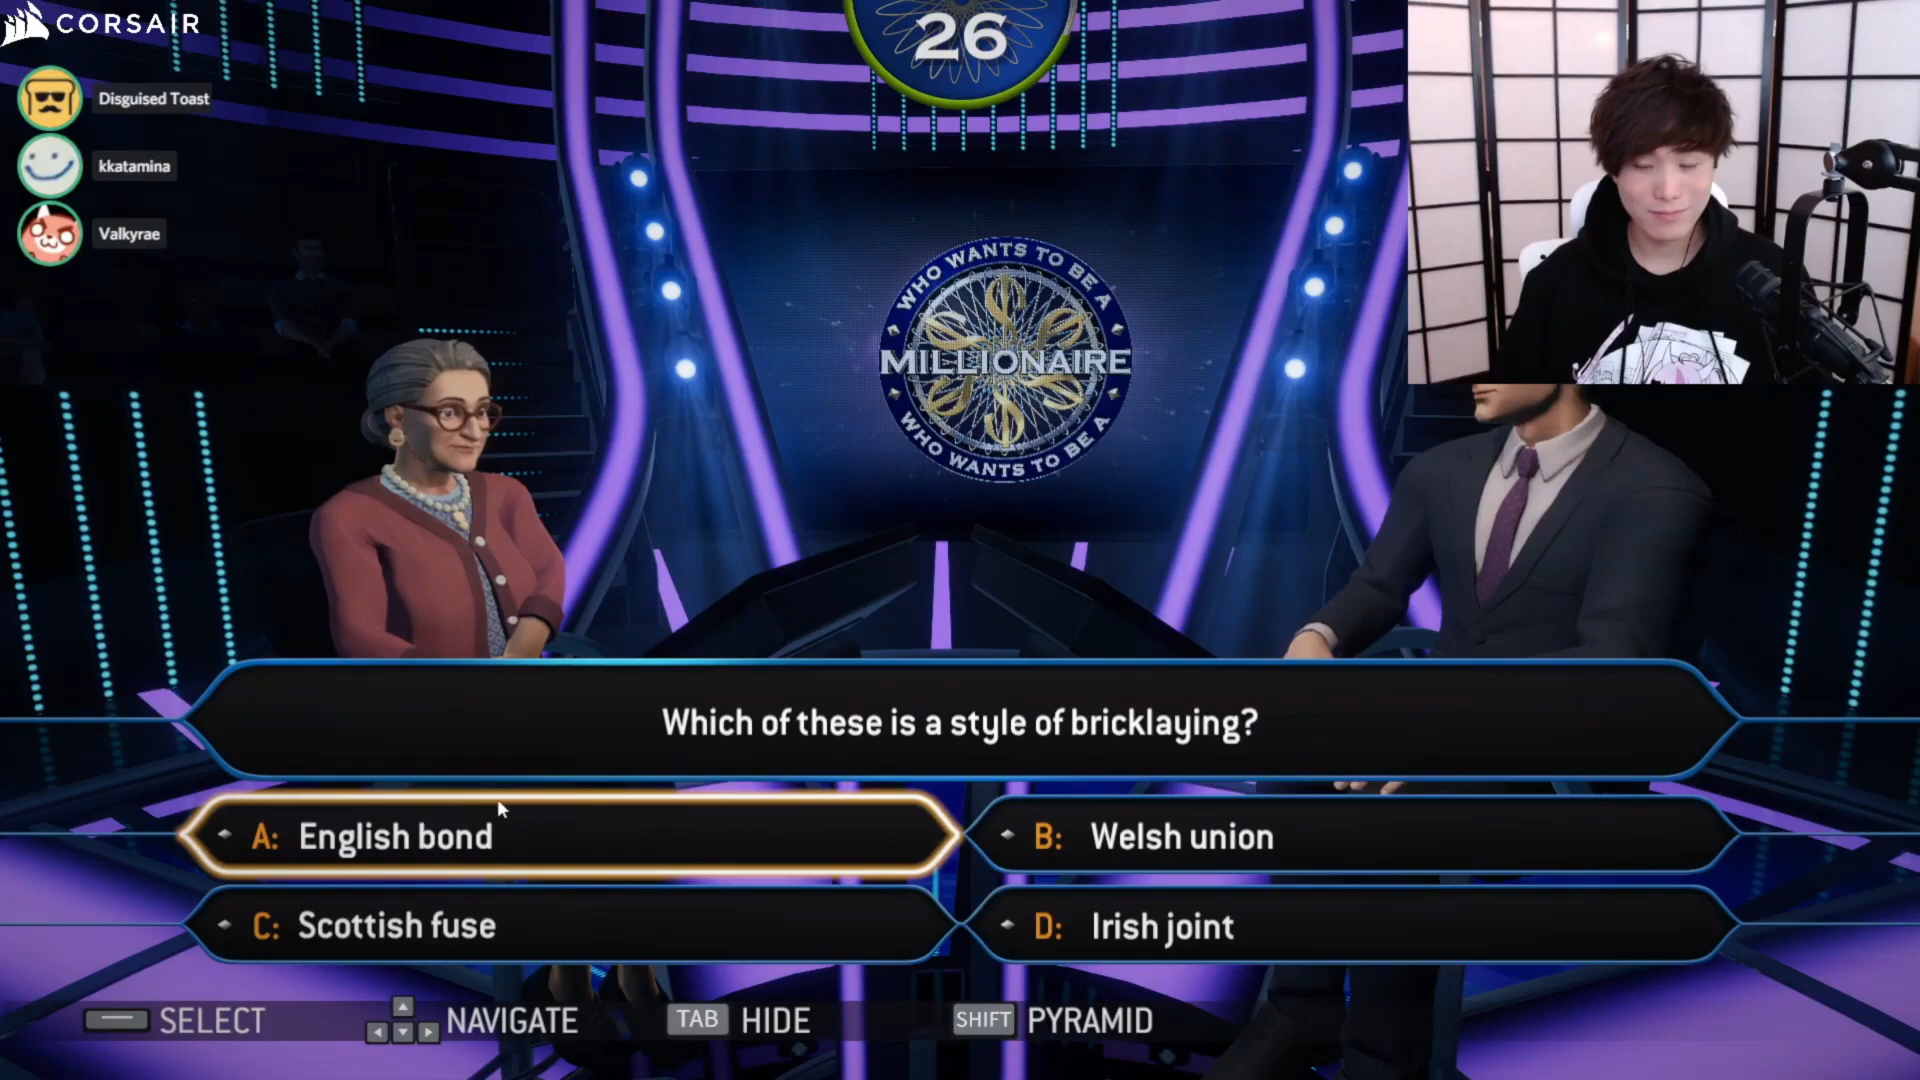 CORSAIR
26
Disguised Toast
kkatamina
Valkyrae
WHO WANTS TO BE A
MILLIONAIRE
WHO WANTS TO BE A
Which of these is a style of bricklaying?
A: English bond
B: Welsh union
C: Scottish fuse
D: Irish joint
SELECT
NAVIGATE
TAB HIDE
SHIFT PYRAMID